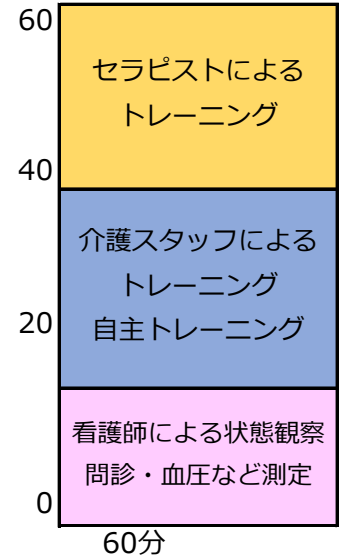 60
セラピストによる
トレーニング
40
介護スタッフによる
トレーニング
20
自主トレーニング
看護師による状態観察
問診・血圧など測定
0
60分